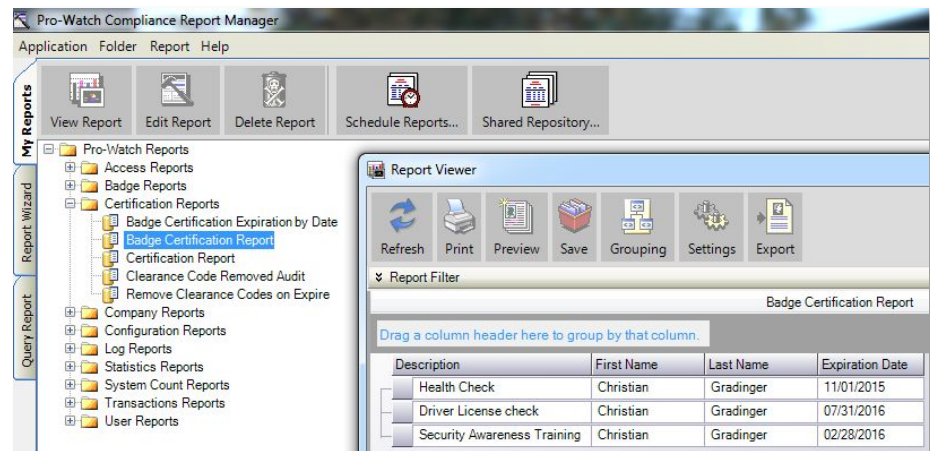 Pro-Watch Compliance Report Manager
Application Folder Report Help
My Reports
Report Wizard
Query Report
View Report Edit Report Delete Report Schedule Reports... Shared Repository...
Pro-Watch Reports
Access Reports
Badge Reports
Certification Reports
Badge Certification Expiration by Date
Badge Certification Report
Certification Report
Clearance Code Removed Audit
Remove Clearance Codes on Expire
Company Reports
Configuration Reports
Log Reports
Statistics Reports
System Count Reports
Transactions Reports
User Reports
Report Viewer
Refresh Print Preview Save Grouping Settings Export
Report Filter
Badge Certification Report
Drag a column header here to group by that column.
Description First Name Last Name Expiration Date
Health Check Christian Gradinger 11/01/2015
Driver License check Christian Gradinger 07/31/2016
Security Awareness Training Christian Gradinger 02/28/2016